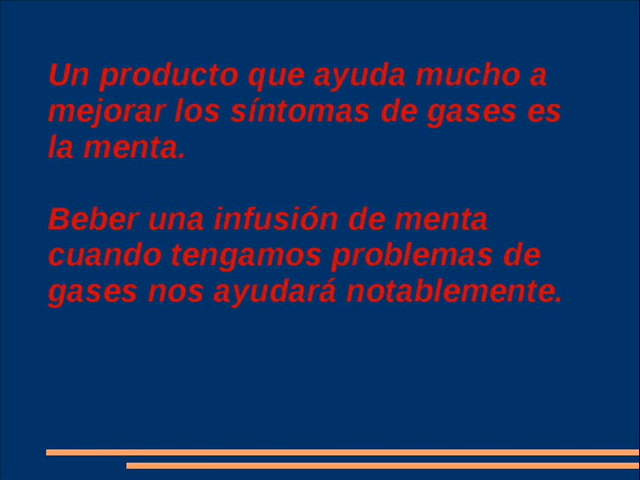 Un producto que ayuda mucho a
mejorar los síntomas de gases es
la menta.
Beber una infusión de menta
cuando tengamos problemas de
gases nos ayudará notablemente.